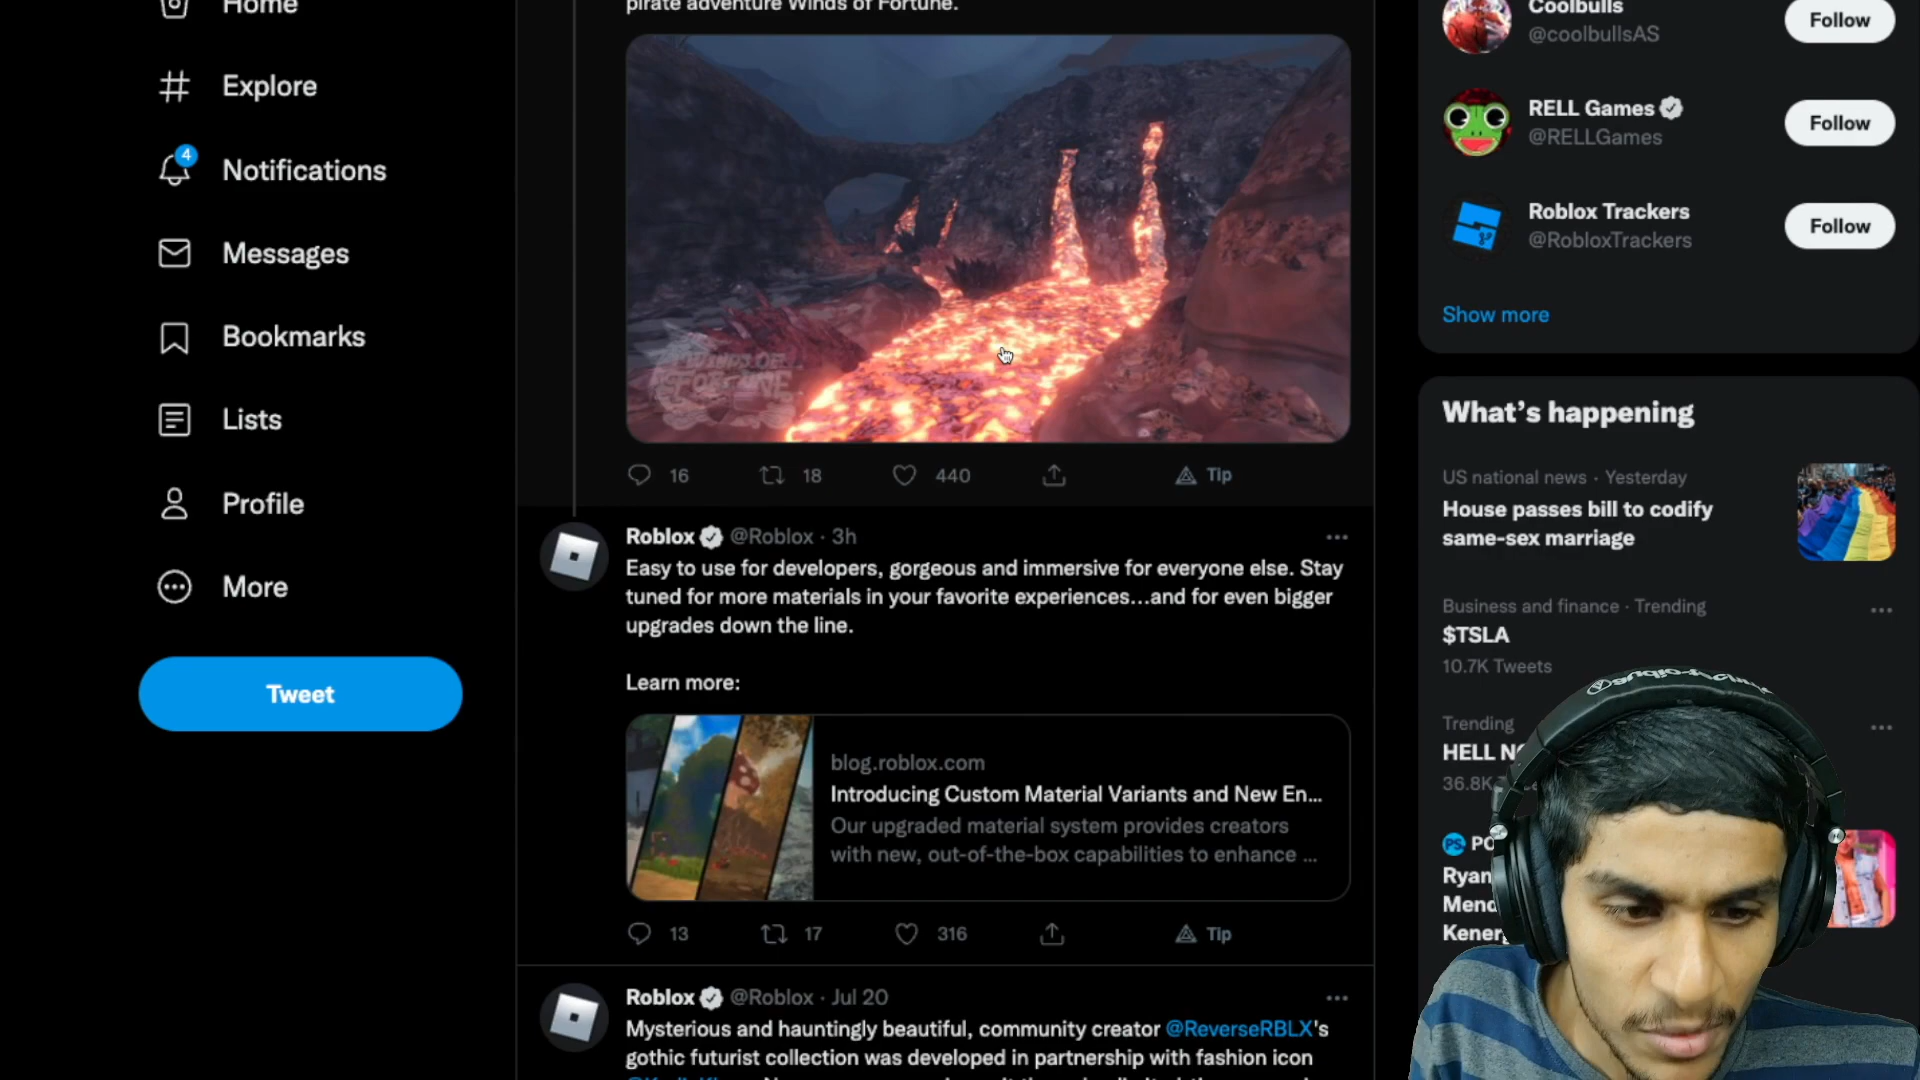 Home
Explore
4
Notifications
Messages
Bookmarks
Lists
Profile
More
Tweet
pirate adventure Winds of Fortune.
WINDS OF
FORTUNE
16 18 440 Tip
Roblox @Roblox · 3h
Easy to use for developers, gorgeous and immersive for everyone else. Stay
tuned for more materials in your favorite experiences...and for even bigger
upgrades down the line.
Learn more:
blog.roblox.com
Introducing Custom Material Variants and New En...
Our upgraded material system provides creators
with new, out-of-the-box capabilities to enhance ...
13 17 316 Tip
Roblox @Roblox · Jul 20
Mysterious and hauntingly beautiful, community creator @ReverseRBLX's
gothic futurist collection was developed in partnership with fashion icon
Coolbulls
@coolbullsAS
Follow
RELL Games
@RELLGames
Follow
Roblox Trackers
@RobloxTrackers
Follow
Show more
What's happening
US national news · Yesterday
House passes bill to codify
same-sex marriage
Business and finance · Trending
$TSLA
10.7K Tweets
Trending
HELL
36.8K
PS
Ryan